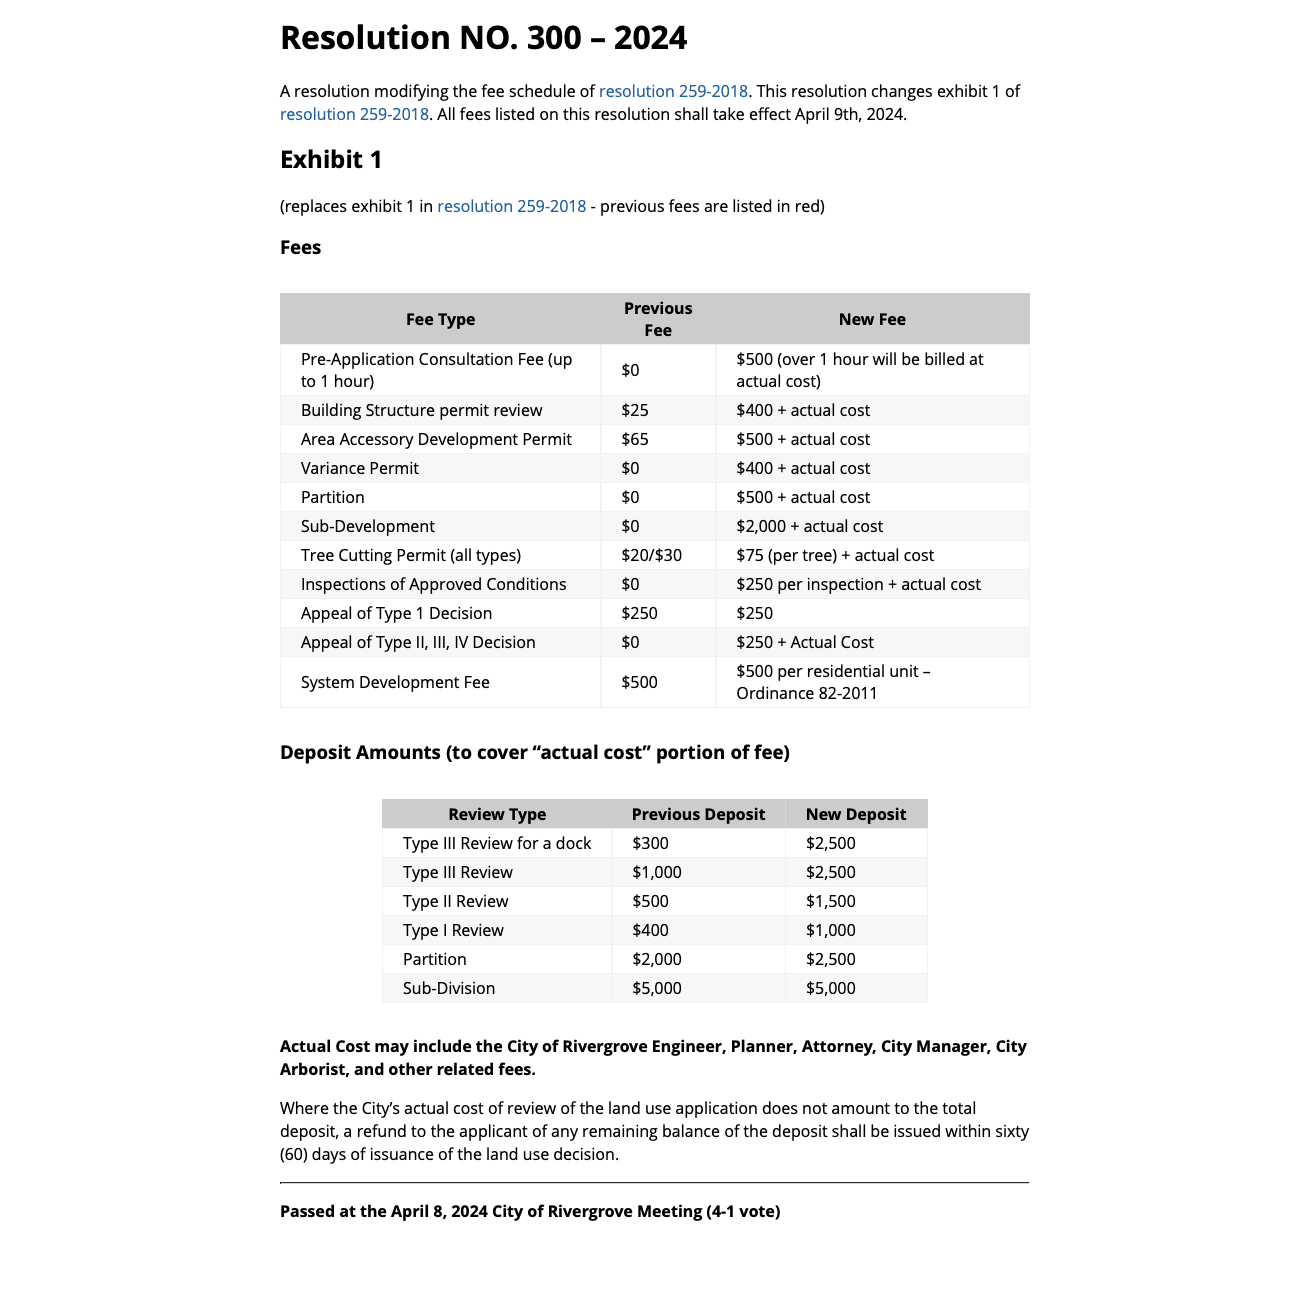 Resolution NO. 300 – 2024
A resolution modifying the fee schedule of resolution 259-2018. This resolution changes exhibit 1 of
resolution 259-2018. All fees listed on this resolution shall take effect April 9th, 2024.
Exhibit 1
(replaces exhibit 1 in resolution 259-2018 - previous fees are listed in red)
Fees
Fee Type Previous Fee New Fee
Pre-Application Consultation Fee (up to 1 hour) $0 $500 (over 1 hour will be billed at actual cost)
Building Structure permit review $25 $400 + actual cost
Area Accessory Development Permit $65 $500 + actual cost
Variance Permit $0 $400 + actual cost
Partition $0 $500 + actual cost
Sub-Development $0 $2,000 + actual cost
Tree Cutting Permit (all types) $20/$30 $75 (per tree) + actual cost
Inspections of Approved Conditions $0 $250 per inspection + actual cost
Appeal of Type 1 Decision $250 $250
Appeal of Type II, III, IV Decision $0 $250 + Actual Cost
System Development Fee $500 $500 per residential unit – Ordinance 82-2011
Deposit Amounts (to cover “actual cost” portion of fee)
Review Type Previous Deposit New Deposit
Type III Review for a dock $300 $2,500
Type III Review $1,000 $2,500
Type II Review $500 $1,500
Type I Review $400 $1,000
Partition $2,000 $2,500
Sub-Division $5,000 $5,000
Actual Cost may include the City of Rivergrove Engineer, Planner, Attorney, City Manager, City
Arborist, and other related fees.
Where the City’s actual cost of review of the land use application does not amount to the total
deposit, a refund to the applicant of any remaining balance of the deposit shall be issued within sixty
(60) days of issuance of the land use decision.
Passed at the April 8, 2024 City of Rivergrove Meeting (4-1 vote)